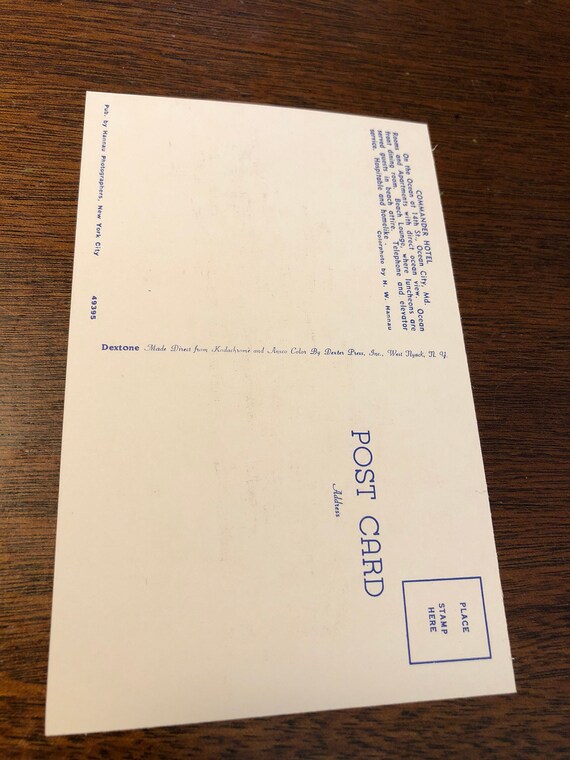 COMMANDER HOTEL
On the Ocean at 14th St., Ocean City, Md. Ocean
Rooms and Apartments with direct ocean view. Ocean
front dining room. Beach Lounge, where luncheons are
served guests in beach attire. Telephone and elevator
service. Hospitable and homelike.
Colorphoto by H. W. Hannau
Pub. by Hannau Photographers, New York City 49395
Dextone Made Direct from Kodachrome and Ansco Color By Dexter Press, Inc., West Nyack, N. Y.
POST CARD
Address
PLACE
STAMP
HERE